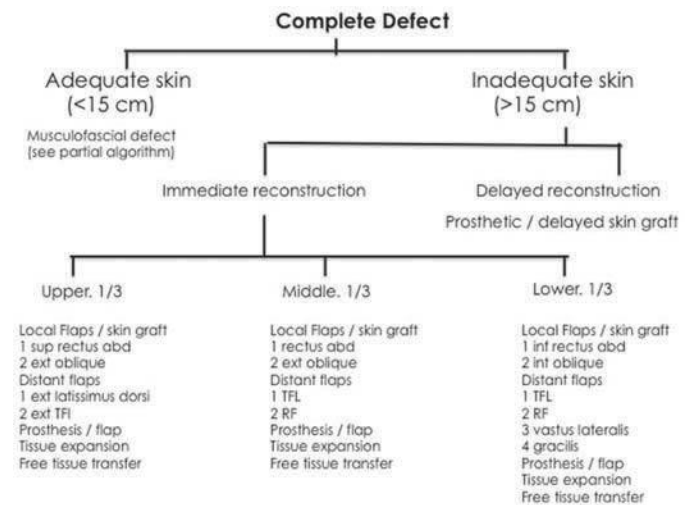 Complete Defect
Adequate skin
(<15 cm)
Musculofascial defect
(see partial algorithm)
Inadequate skin
(>15 cm)
Immediate reconstruction
Delayed reconstruction
Prosthetic / delayed skin graft
Upper. 1/3
Local Flaps / skin graft
1 sup rectus abd
2 ext oblique
Distant flaps
1 ext latissimus dorsi
2 ext TFl
Prosthesis / flap
Tissue expansion
Free tissue transfer
Middle. 1/3
Local Flaps / skin graft
1 rectus abd
2 ext oblique
Distant flaps
1 TFL
2 RF
Prosthesis / flap
Tissue expansion
Free tissue transfer
Lower. 1/3
Local Flaps / skin graft
1 int rectus abd
2 int oblique
Distant flaps
1 TFL
2 RF
3 vastus lateralis
4 gracilis
Prosthesis / flap
Tissue expansion
Free tissue transfer